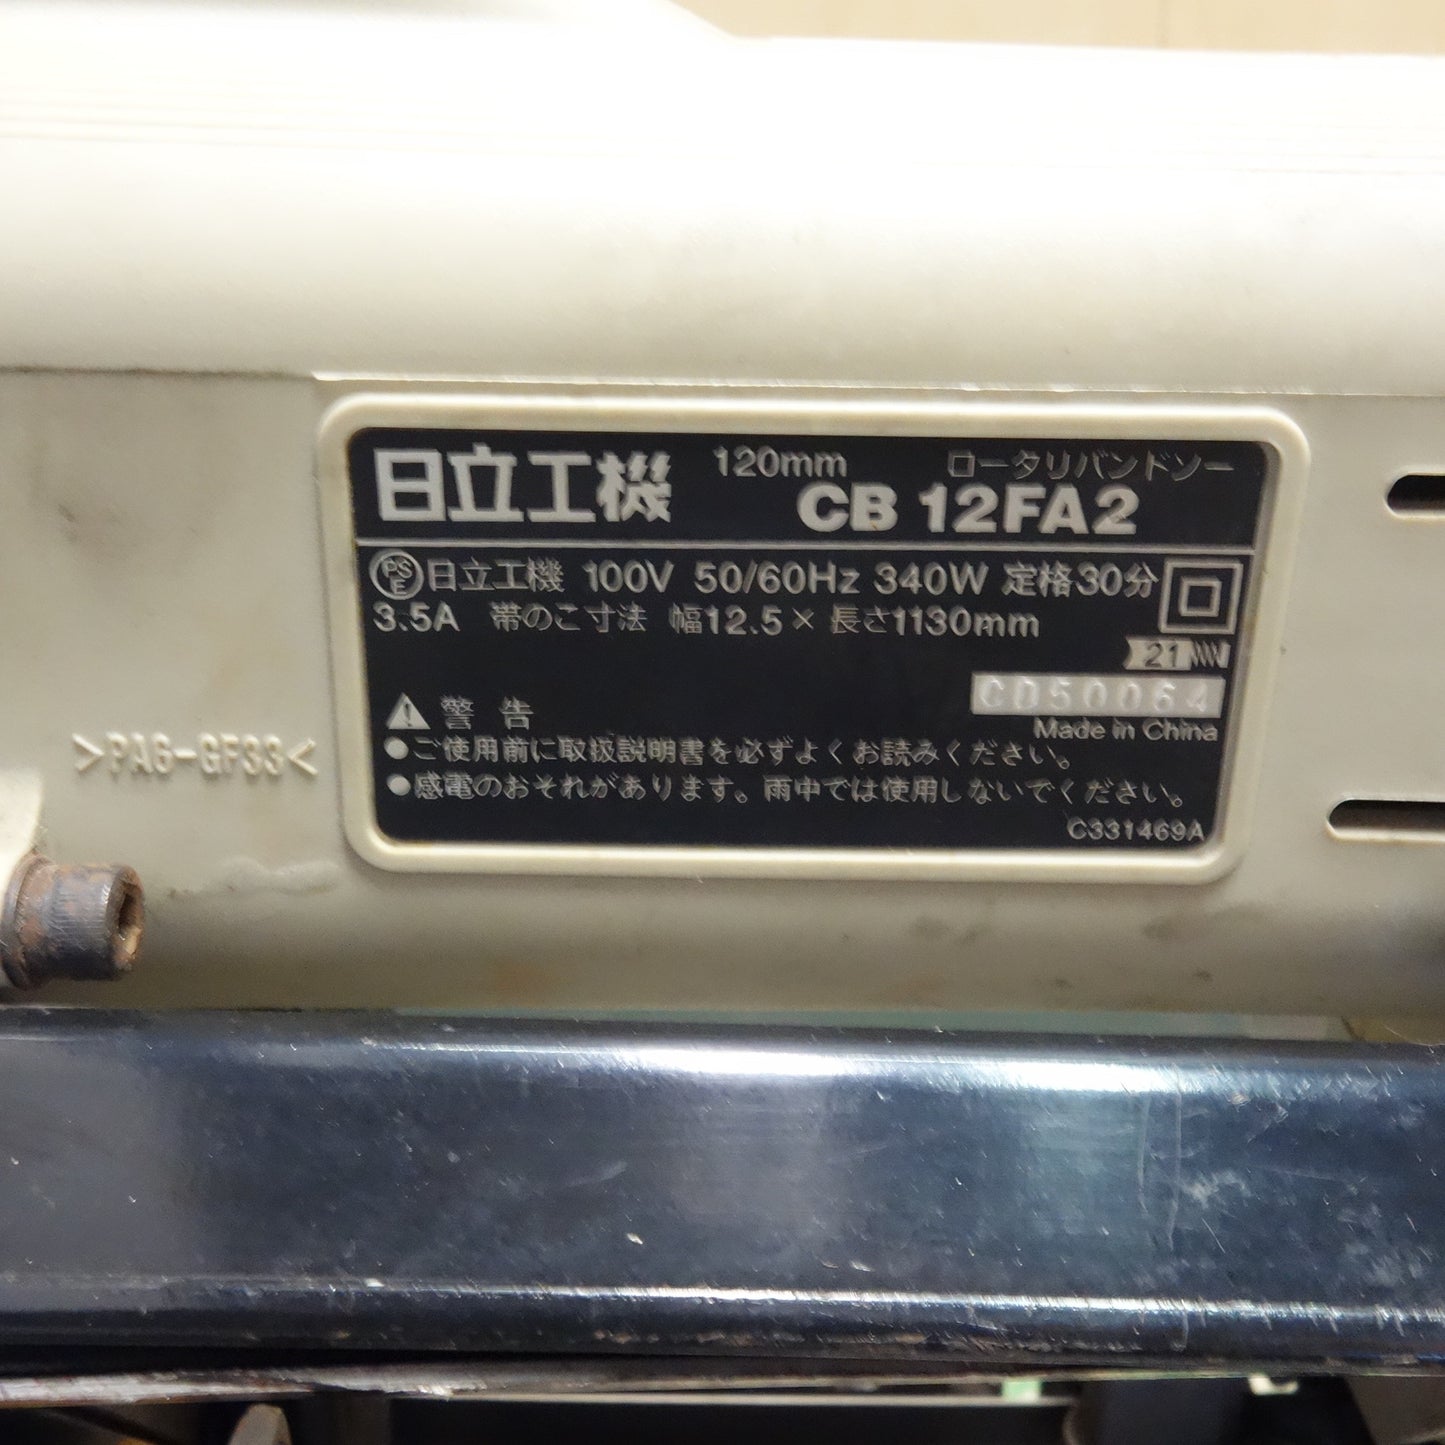 日立工機 120mm ロータリバンドソー
CB 12FA2
PSE 日立工機 100V 50/60Hz 340W 定格30分
3.5A 帯のこ寸法 幅12.5×長さ1130mm
21
CD50064
Made in China
警告
●ご使用前に取扱説明書を必ずよくお読みください。
●感電のおそれがあります。雨中では使用しないでください。
C331469A
>PA6-GF33<